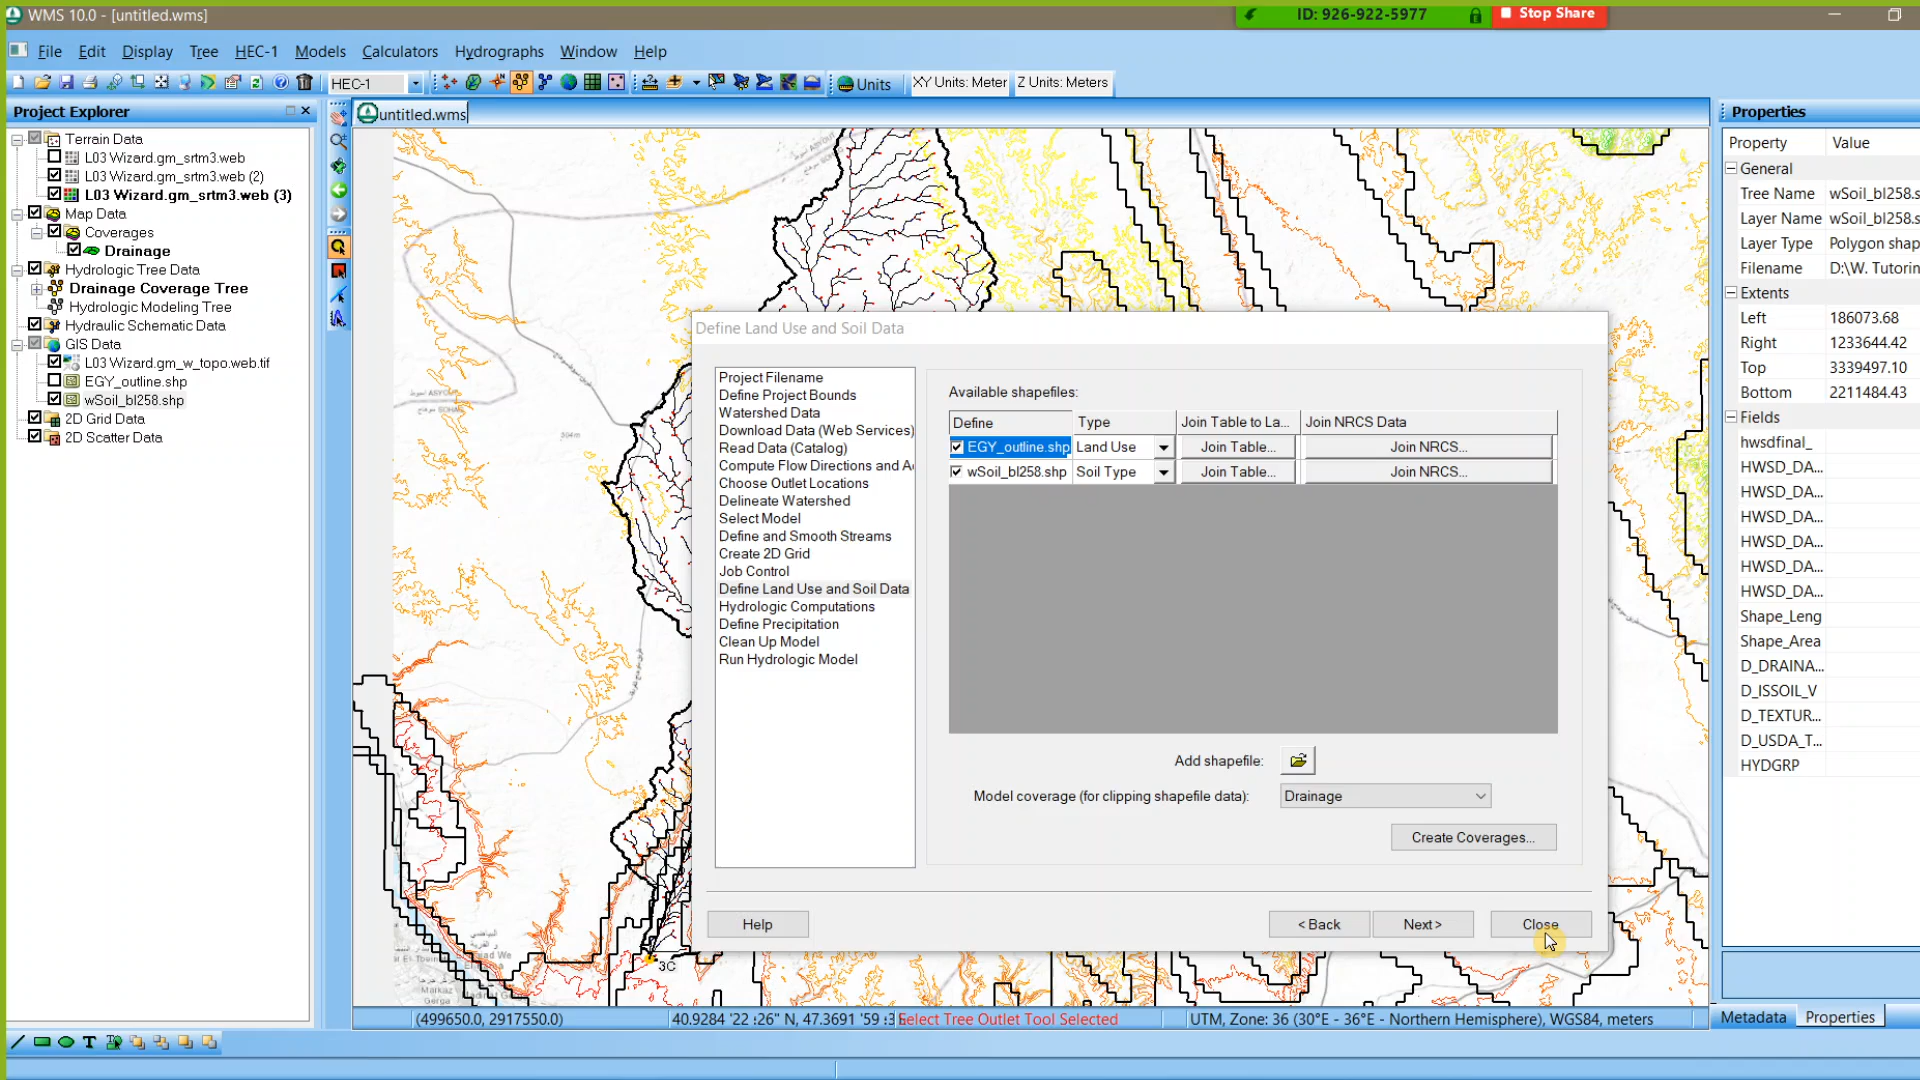 WMS 10.0 - [untitled.wms]
ID: 926-922-5977
Stop Share
File Edit Display Tree HEC-1 Models Calculators Hydrographs Window Help
HEC-1
Units
XY Units: Meter
Z Units: Meters
Project Explorer
untitled.wms
Terrain Data
L03 Wizard.gm_srtm3.web
L03 Wizard.gm_srtm3.web (2)
L03 Wizard.gm_srtm3.web (3)
Map Data
Coverages
Drainage
Hydrologic Tree Data
Drainage Coverage Tree
Hydrologic Modeling Tree
Hydraulic Schematic Data
GIS Data
L03 Wizard.gm_w_topo.web.tif
EGY_outline.shp
wSoil_bl258.shp
2D Grid Data
2D Scatter Data
504m
3C
Markaz
Gerga
Define Land Use and Soil Data
Project Filename
Define Project Bounds
Watershed Data
Download Data (Web Services)
Read Data (Catalog)
Compute Flow Directions and Ac
Choose Outlet Locations
Delineate Watershed
Select Model
Define and Smooth Streams
Create 2D Grid
Job Control
Define Land Use and Soil Data
Hydrologic Computations
Define Precipitation
Clean Up Model
Run Hydrologic Model
Available shapefiles:
Define Type Join Table to La... Join NRCS Data
EGY_outline.shp Land Use Join Table... Join NRCS...
wSoil_bl258.shp Soil Type Join Table... Join NRCS...
Add shapefile:
Model coverage (for clipping shapefile data): Drainage
Create Coverages...
Help
< Back
Next>
Close
Properties
Property Value
General
Tree Name wSoil_bl258.s
Layer Name wSoil_bl258.s
Layer Type Polygon shap
Filename D:\W. Tutorin
Extents
Left 186073.68
Right 1233644.42
Top 3339497.10
Bottom 2211484.43
Fields
hwsdfinal_
HWSD_DA...
HWSD_DA...
HWSD_DA...
HWSD_DA...
HWSD_DA...
HWSD_DA...
Shape_Leng
Shape_Area
D_DRAINA...
D_ISSOIL_V
D_TEXTUR...
D_USDA_T...
HYDGRP
Metadata
Properties
(499650.0, 2917550.0)
40.9284 '22 :26" N, 47.3691 '59 :3
Select Tree Outlet Tool Selected
UTM, Zone: 36 (30°E - 36°E - Northern Hemisphere), WGS84, meters
T